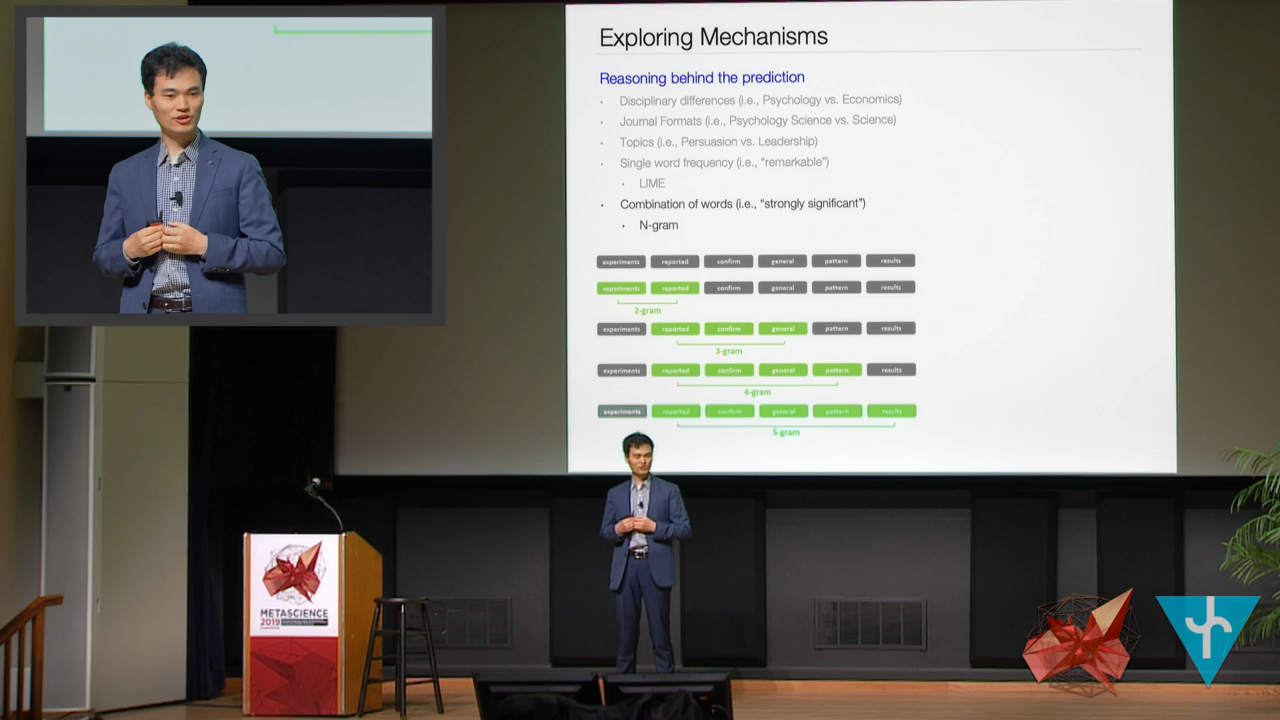 Exploring Mechanisms
Reasoning behind the prediction
· Disciplinary differences (i.e., Psychology vs. Economics)
· Journal Formats (i.e., Psychology Science vs. Science)
· Topics (i.e., Persuasion vs. Leadership)
· Single word frequency (i.e., “remarkable”)
· LIME
· Combination of words (i.e., “strongly significant”)
· N-gram
experiments reported confirm general pattern results
experiments reported confirm general pattern results
2-gram
experiments reported confirm general pattern results
3-gram
experiments reported confirm general pattern results
4-gram
experiments reported confirm general pattern results
5-gram
METASCIENCE
2019